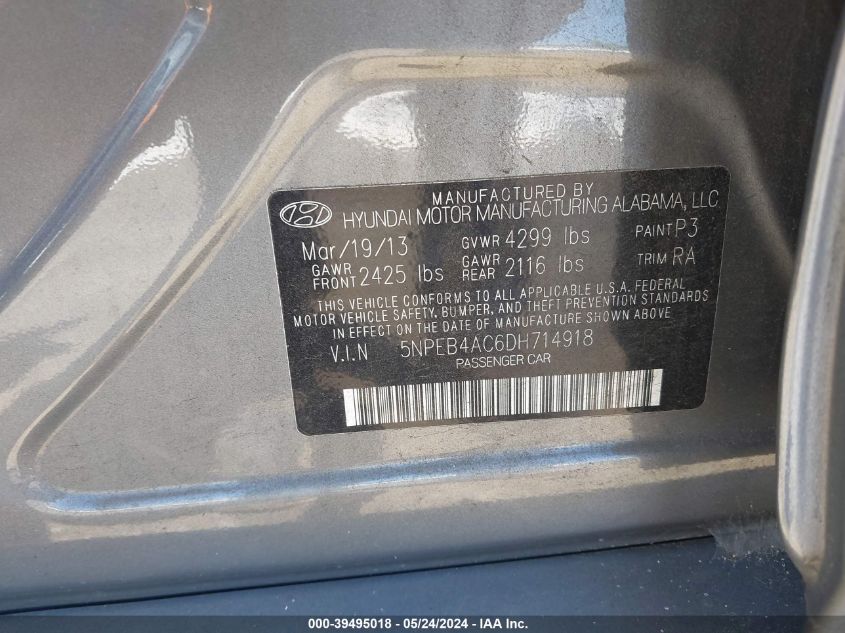 MANUFACTURED BY
HYUNDAI MOTOR MANUFACTURING ALABAMA, LLC
Mar/19/13 GVWR 4299 lbs PAINT P3
GAWR FRONT 2425 lbs GAWR REAR 2116 lbs TRIM RA
THIS VEHICLE CONFORMS TO ALL APPLICABLE U.S.A. FEDERAL
MOTOR VEHICLE SAFETY, BUMPER, AND THEFT PREVENTION STANDARDS
IN EFFECT ON THE DATE OF MANUFACTURE SHOWN ABOVE
V.I.N 5NPEB4AC6DH714918
PASSENGER CAR
000-39495018 - 05/24/2024 - IAA Inc.